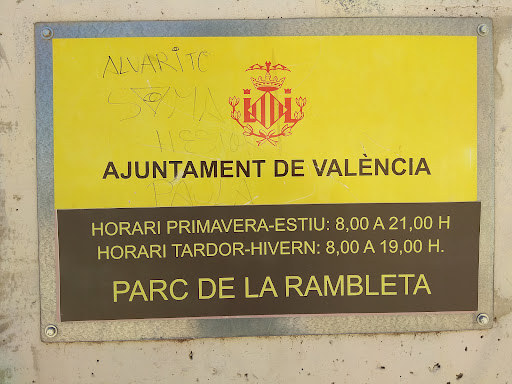 ALVARITO
AJUNTAMENT DE VALÈNCIA
HORARI PRIMAVERA-ESTIU: 8,00 A 21,00 H
HORARI TARDOR-HIVERN: 8,00 A 19,00 H.
PARC DE LA RAMBLETA